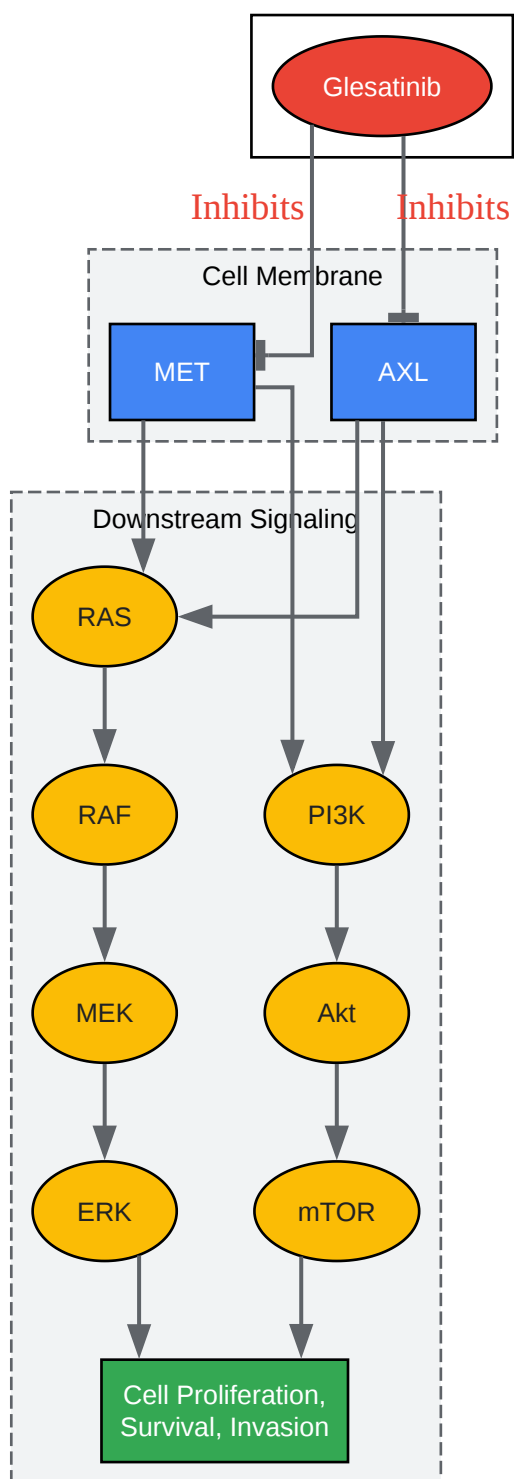 Glesatinib
Inhibits
Inhibits
Cell Membrane
MET
AXL
Downstream Signaling
RAS
RAF
PI3K
MEK
Akt
ERK
mTOR
Cell Proliferation,
Survival, Invasion